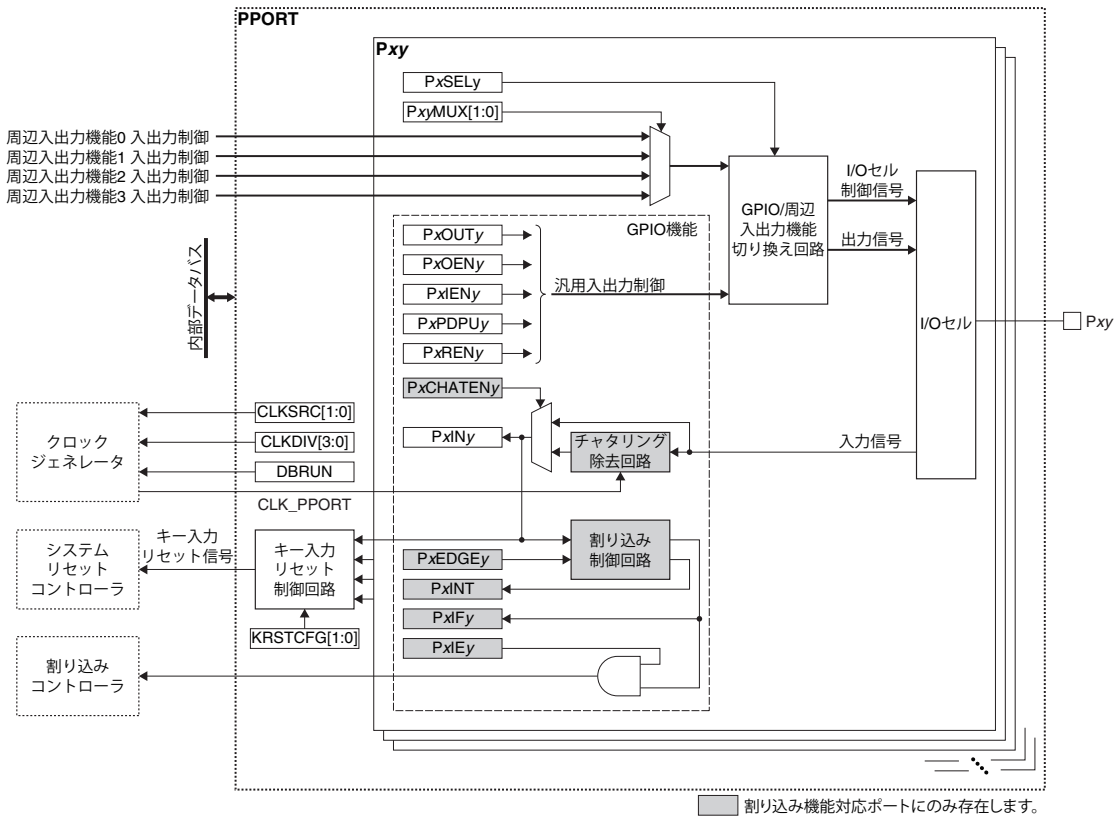 PPORT
Pxy
PxSELy
PxyMUX[1:0]
周辺入出力機能0 入出力制御
周辺入出力機能1 入出力制御
周辺入出力機能2 入出力制御
周辺入出力機能3 入出力制御
GPIO/周辺
入出力機能
切り換え回路
I/Oセル
制御信号
出力信号
I/Oセル
Pxy
GPIO機能
PxOUTy
PxOENy
PxIENy
PxPDPUy
PxRENy
汎用入出力制御
内部データバス
PxCHATENy
PxINy
チャタリング
除去回路
入力信号
クロック
ジェネレータ
CLKSRC[1:0]
CLKDIV[3:0]
DBRUN
CLK_PPORT
システム
リセット
コントローラ
キー入力
リセット信号
キー入力
リセット
制御回路
KRSTCFG[1:0]
PxEDGEy
PxINT
PxIFy
PxIEy
割り込み
制御回路
割り込み
コントローラ
割り込み機能対応ポートにのみ存在します。